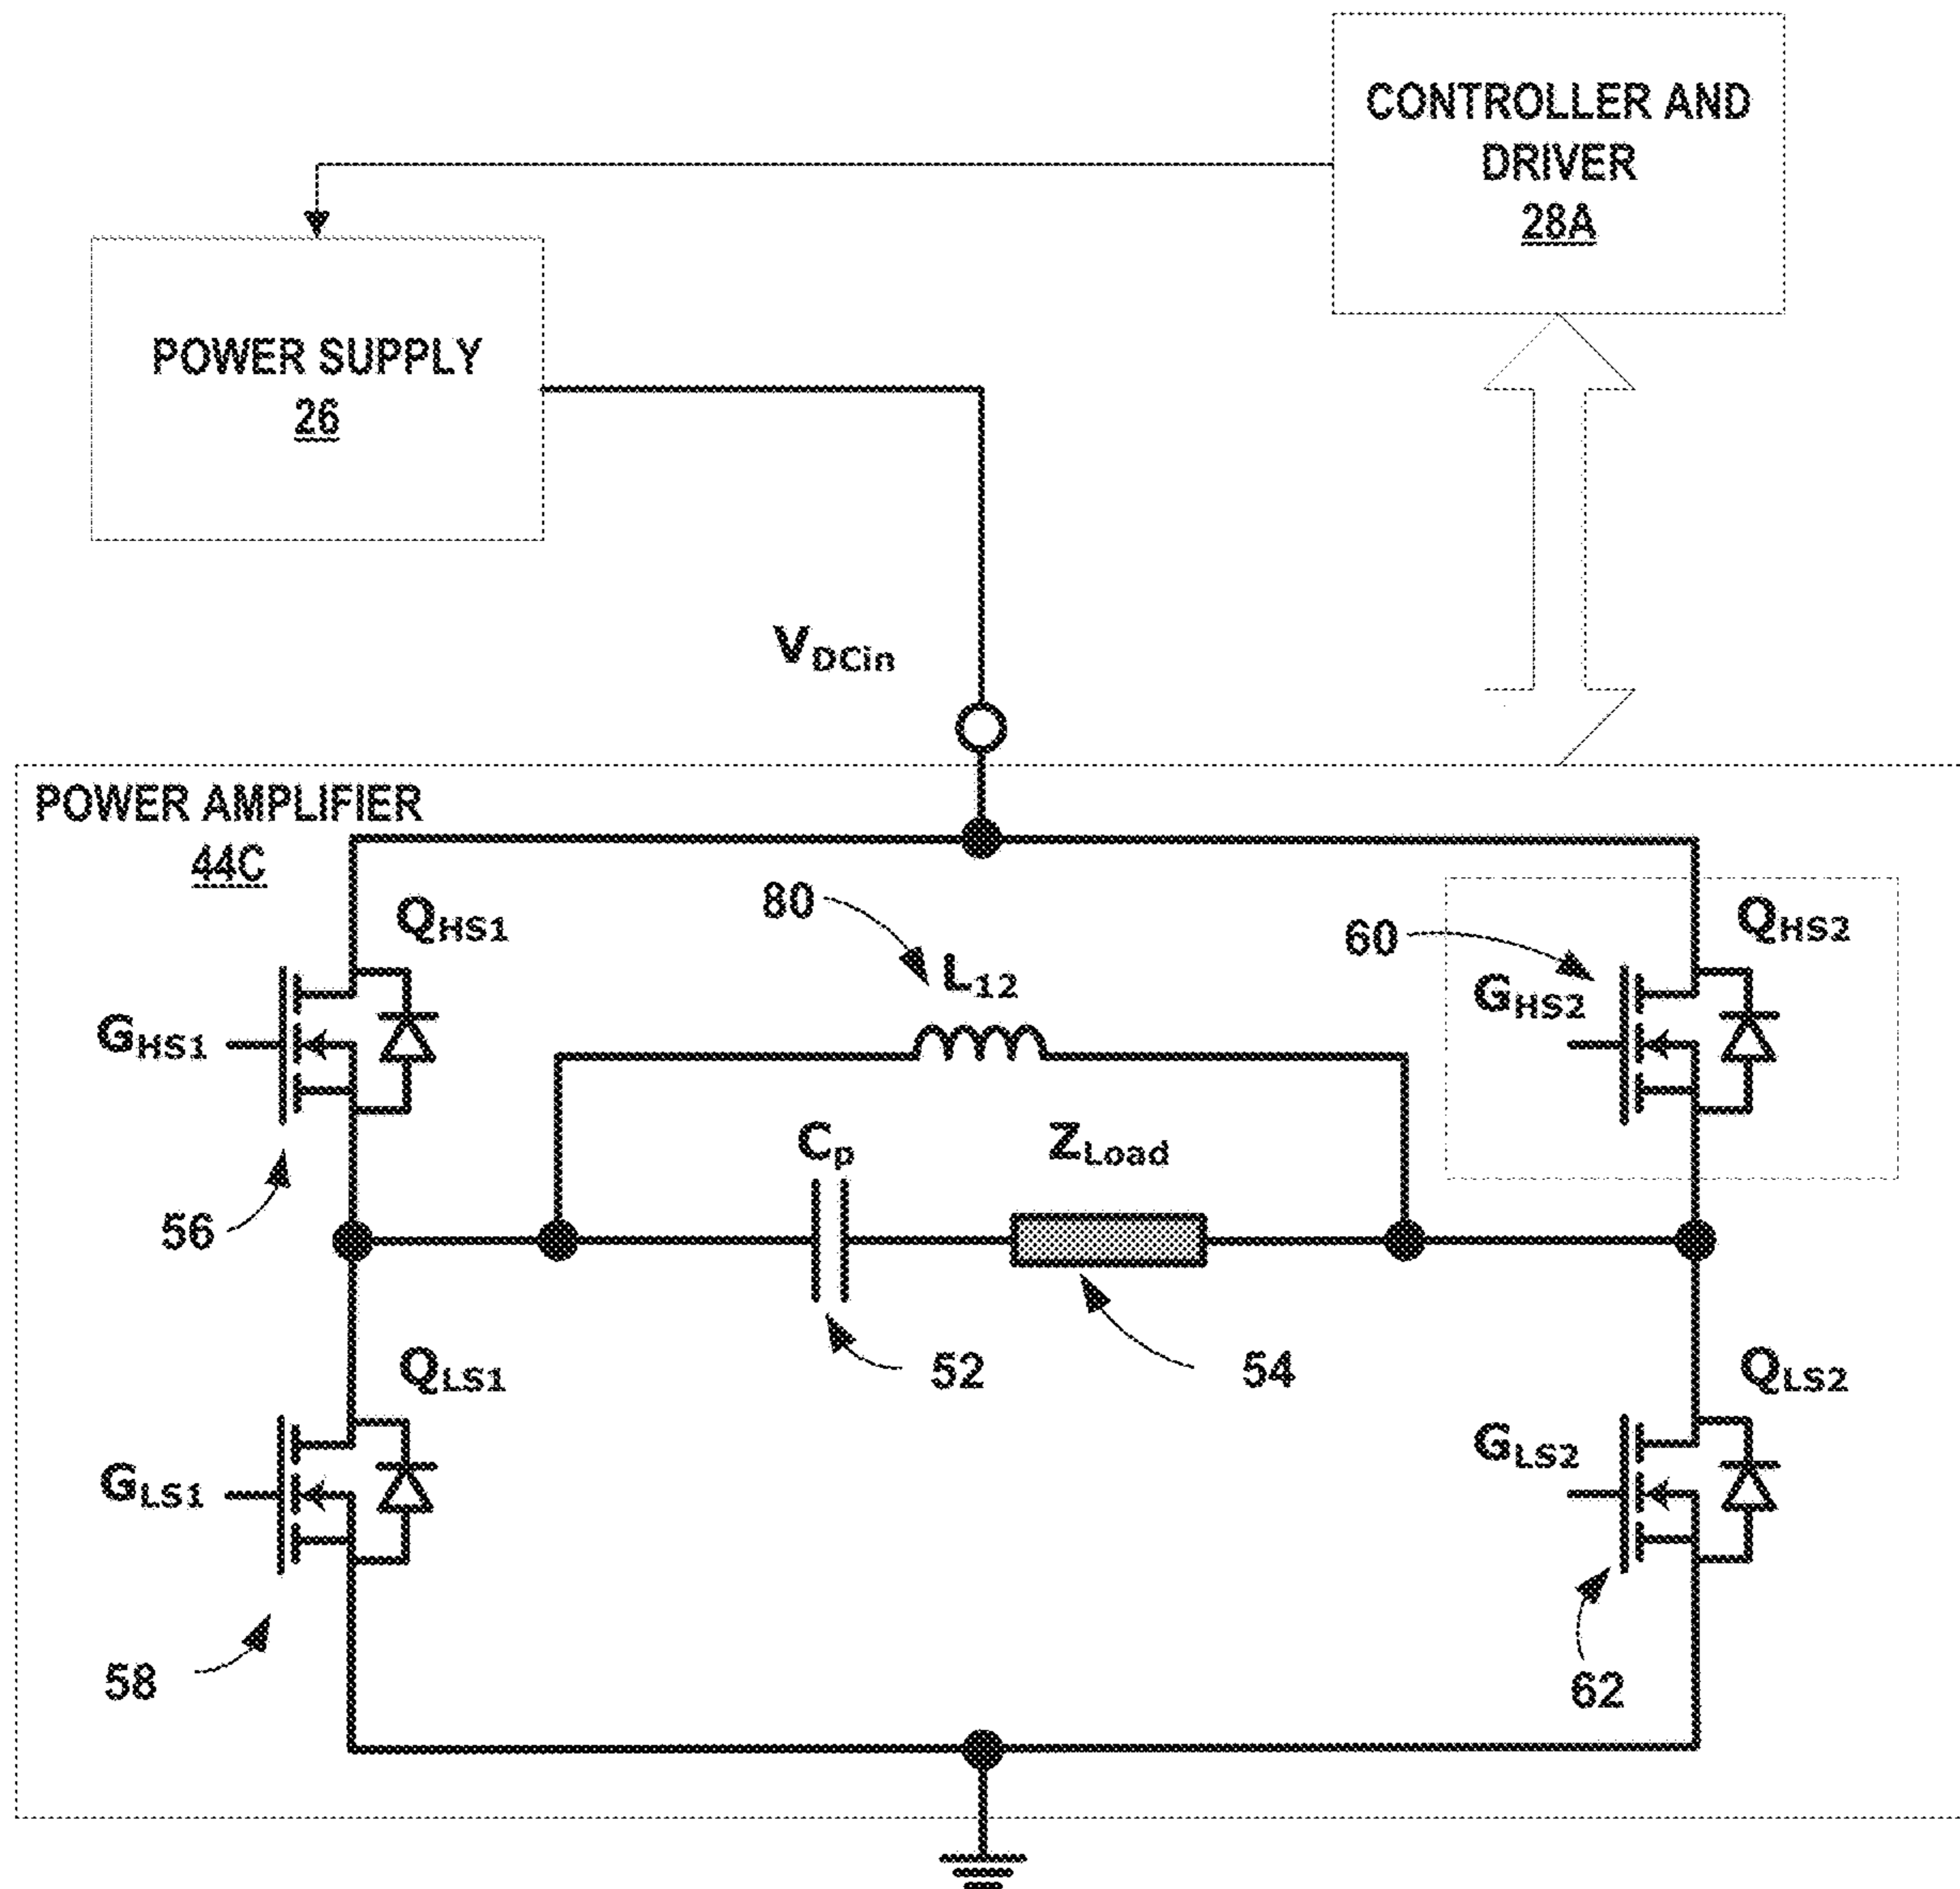 CONTROLLER AND
DRIVER
28A
POWER SUPPLY
26
VDCin
POWER AMPLIFIER
44C
QHS1
80
L12
60
QHS2
GHS1
GHS2
56
Cp
ZLoad
QLS1
52
54
QLS2
GLS1
GLS2
58
62